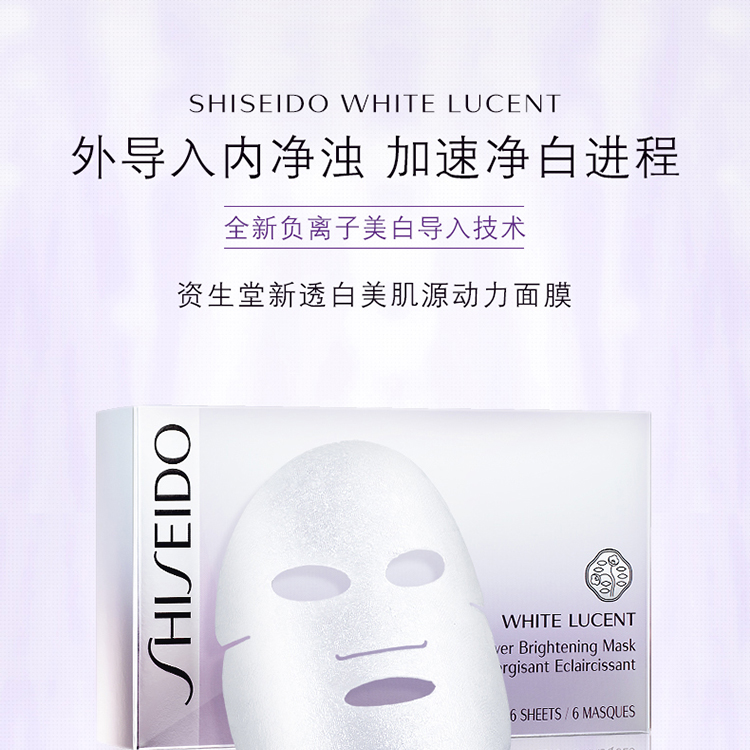 SHISEIDO WHITE LUCENT
外导入内净浊 加速净白进程
全新负离子美白导入技术
资生堂新透白美肌源动力面膜
SHISEIDO
WHITE LUCENT
Brightening Mask
Eclaircissant
6 SHEETS / 6 MASQUES